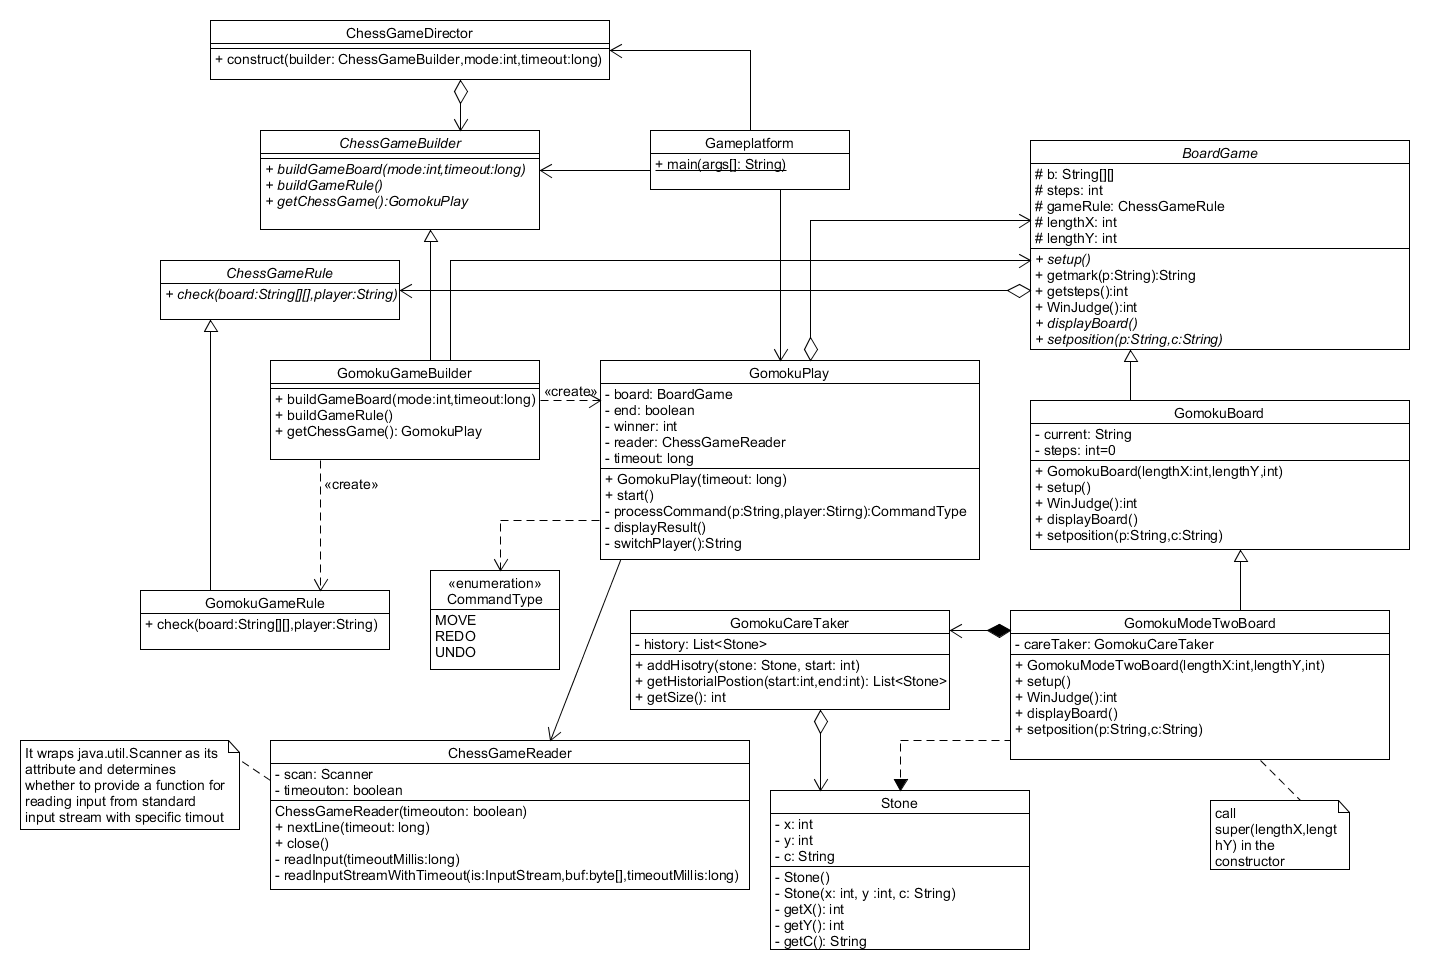 ChessGameDirector
+ construct(builder: ChessGameBuilder,mode:int,timeout:long)
ChessGameBuilder
+ buildGameBoard(mode:int,timeout:long)
+ buildGameRule()
+ getChessGame():GomokuPlay
Gameplatform
+ main(args[]: String)
BoardGame
# b: String[][]
# steps: int
# gameRule: ChessGameRule
# lengthX: int
# lengthY: int
+ setup()
+ getmark(p:String):String
+ getsteps():int
+ WinJudge():int
+ displayBoard()
+ setposition(p:String,c:String)
ChessGameRule
+ check(board:String[][],player:String)
GomokuGameBuilder
+ buildGameBoard(mode:int,timeout:long)
+ buildGameRule()
+ getChessGame(): GomokuPlay
«create»
«create»
GomokuPlay
- board: BoardGame
- end: boolean
- winner: int
- reader: ChessGameReader
- timeout: long
+ GomokuPlay(timeout: long)
+ start()
- processCommand(p:String,player:Stirng):CommandType
- displayResult()
- switchPlayer():String
GomokuBoard
- current: String
- steps: int=0
+ GomokuBoard(lengthX:int,lengthY,int)
+ setup()
+ WinJudge():int
+ displayBoard()
+ setposition(p:String,c:String)
GomokuGameRule
+ check(board:String[][],player:String)
«enumeration»
CommandType
MOVE
REDO
UNDO
GomokuCareTaker
- history: List<Stone>
+ addHisotry(stone: Stone, start: int)
+ getHistorialPostion(start:int,end:int): List<Stone>
+ getSize(): int
GomokuModeTwoBoard
- careTaker: GomokuCareTaker
+ GomokuModeTwoBoard(lengthX:int,lengthY,int)
+ setup()
+ WinJudge():int
+ displayBoard()
+ setposition(p:String,c:String)
It wraps java.util.Scanner as its
attribute and determines
whether to provide a function for
reading input from standard
input stream with specific timout
ChessGameReader
- scan: Scanner
- timeouton: boolean
ChessGameReader(timeouton: boolean)
+ nextLine(timeout: long)
+ close()
- readInput(timeoutMillis:long)
- readInputStreamWithTimeout(is:InputStream,buf:byte[],timeoutMillis:long)
Stone
- x: int
- y: int
- c: String
- Stone()
- Stone(x: int, y :int, c: String)
- getX(): int
- getY(): int
- getC(): String
call
super(lengthX,lengt
hY) in the
constructor